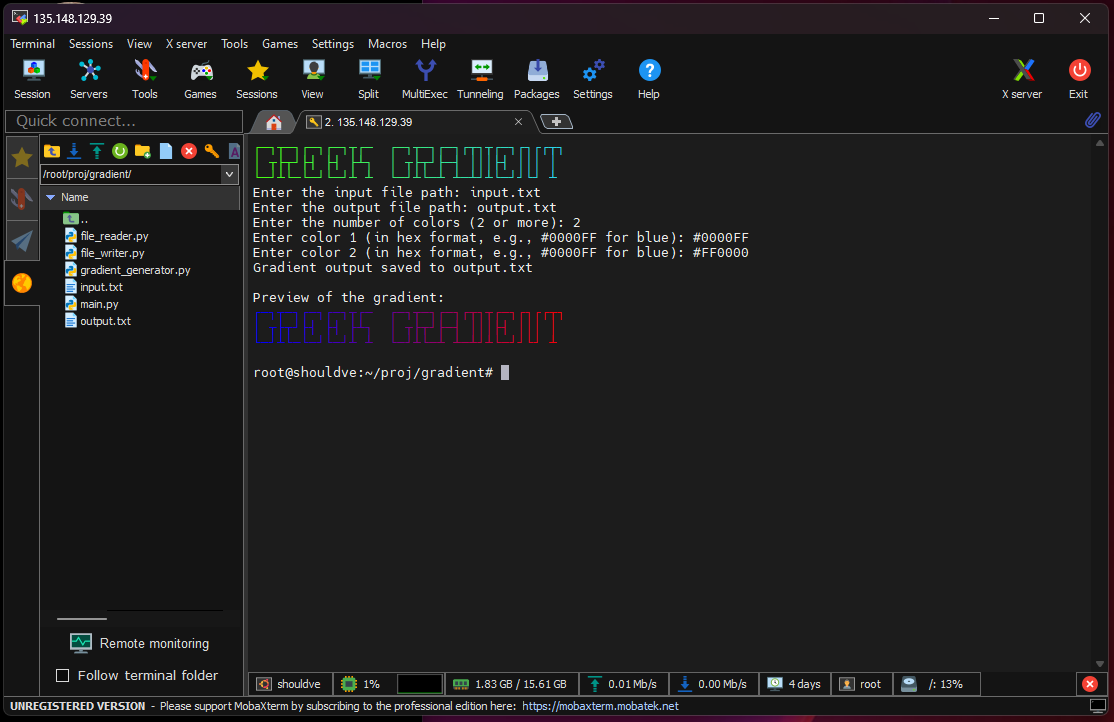 135.148.129.39
Terminal Sessions View X server Tools Games Settings Macros Help
Session Servers Tools Games Sessions View Split MultiExec Tunneling Packages Settings Help X server Exit
Quick connect...
2. 135.148.129.39
/root/proj/gradient/
Name
..
file_reader.py
file_writer.py
gradient_generator.py
input.txt
main.py
output.txt
GREEK GRADIENT
Enter the input file path: input.txt
Enter the output file path: output.txt
Enter the number of colors (2 or more): 2
Enter color 1 (in hex format, e.g., #0000FF for blue): #0000FF
Enter color 2 (in hex format, e.g., #0000FF for blue): #FF0000
Gradient output saved to output.txt
Preview of the gradient:
GREEK GRADIENT
root@shouldve:~/proj/gradient#
Remote monitoring
Follow terminal folder
shouldve 1% 1.83 GB / 15.61 GB 0.01 Mb/s 0.00 Mb/s 4 days root /: 13%
UNREGISTERED VERSION - Please support MobaXterm by subscribing to the professional edition here: https://mobaxterm.mobatek.net